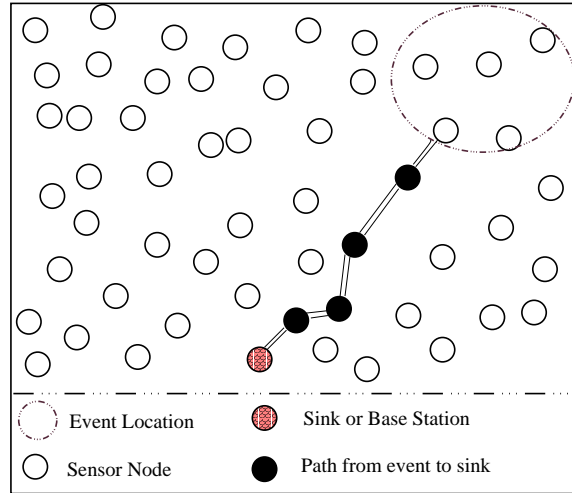 Event Location
Sink or Base Station
Sensor Node
Path from event to sink